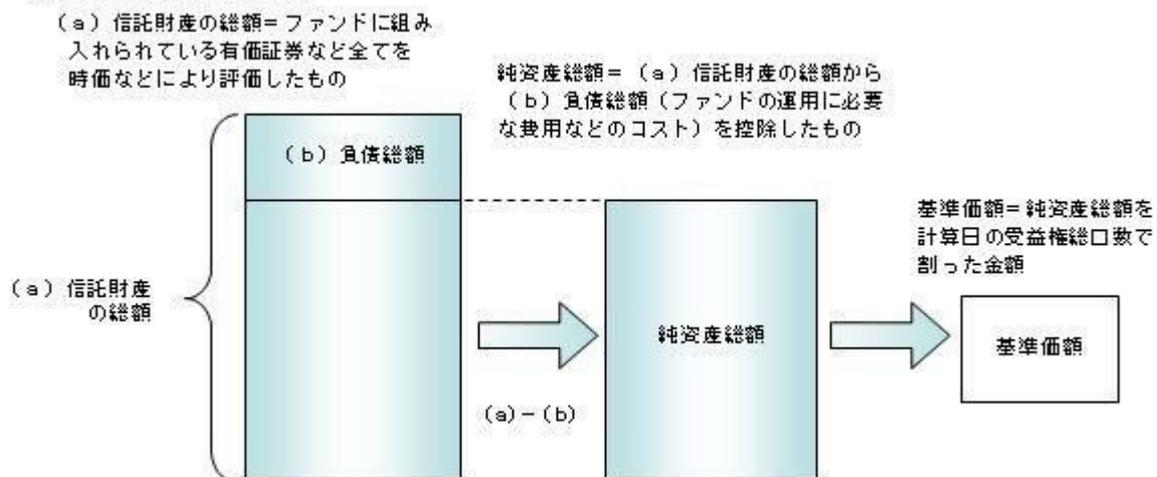 (a)信託財産の総額=ファンドに組み
入れられている有価証券など全てを
時価などにより評価したもの
純資産総額=(a)信託財産の総額から
(b)負債総額(ファンドの運用に必要
な費用などのコスト)を控除したもの
(b)負債総額
基準価額=純資産総額を
計算日の受益権総口数で
割った金額
(a)信託財産
の総額
純資産総額
基準価額
(a)-(b)